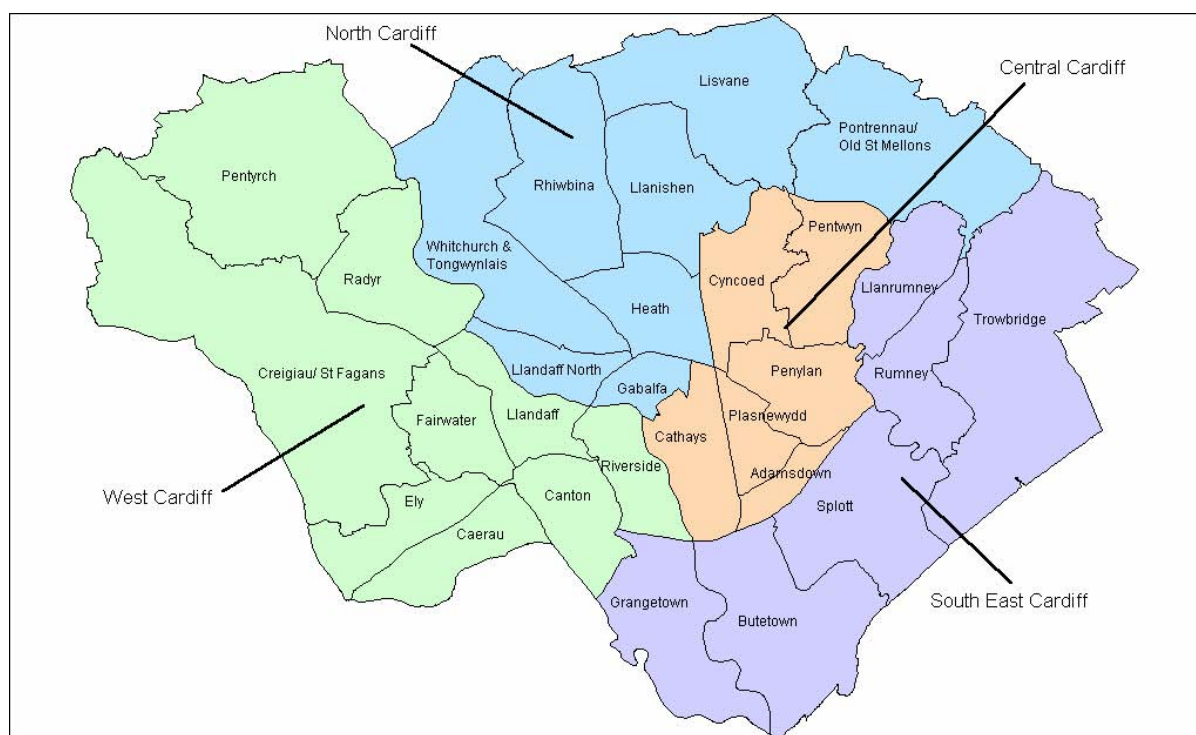 North Cardiff
Central Cardiff
Lisvane
Pontrennau/
Old St Mellons
Pentyrch
Rhiwbina
Llanishen
Whitchurch &
Tongwynlais
Pentwyn
Radyr
Cyncoed
Llanrumney
Heath
Trowbridge
Creigiau/ St Fagans
Llandaff North
Gabalfa
Penylan
Rumney
Fairwater
Llandaff
Plasnewydd
Cathays
Riverside
Adamsdown
West Cardiff
Ely
Canton
Splott
Caerau
Grangetown
Butetown
South East Cardiff